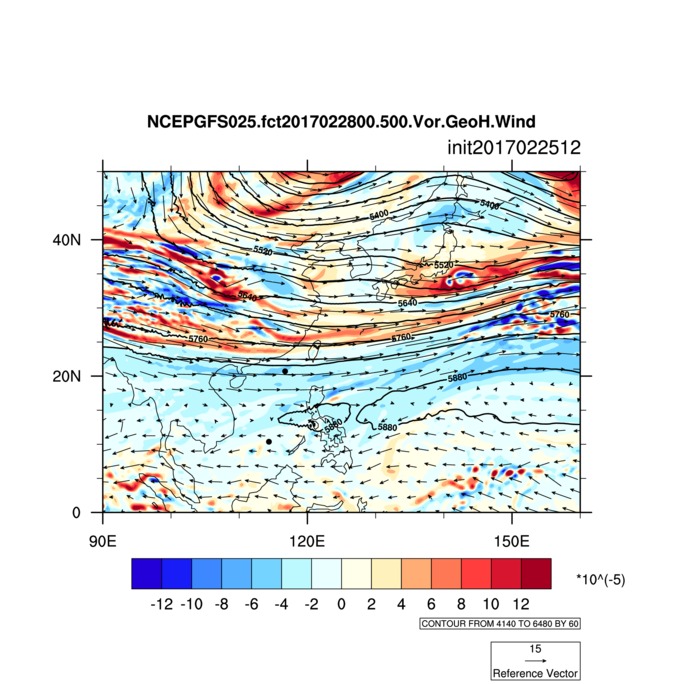 NCEPGFS025.fct2017022800.500.Vor.GeoH.Wind
init2017022512
5400
5400
40N
5520
5520
5640
5640
5760
5760
5760
20N
5880
5880
0
90E 120E 150E
-12 -10 -8 -6 -4 -2 0 2 4 6 8 10 12
*10^(-5)
CONTOUR FROM 4140 TO 6480 BY 60
15
Reference Vector